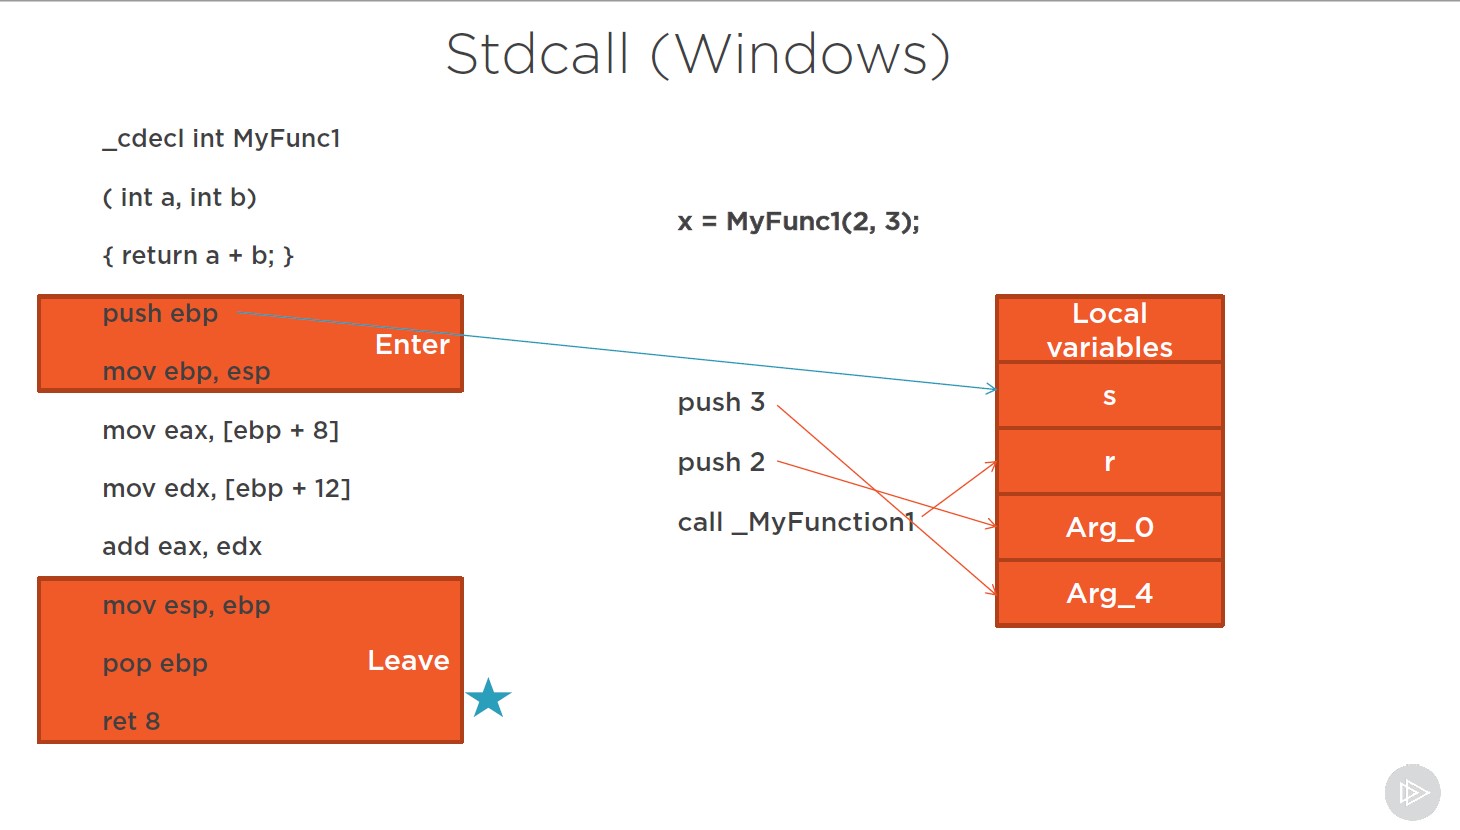 Stdcall (Windows)
_cdecl int MyFunc1
( int a, int b)
{ return a + b; }
push ebp
Enter
mov ebp, esp
mov eax, [ebp + 8]
mov edx, [ebp + 12]
add eax, edx
mov esp, ebp
pop ebp
Leave
ret 8
x = MyFunc1(2, 3);
push 3
push 2
call _MyFunction1
Local
variables
s
r
Arg_0
Arg_4